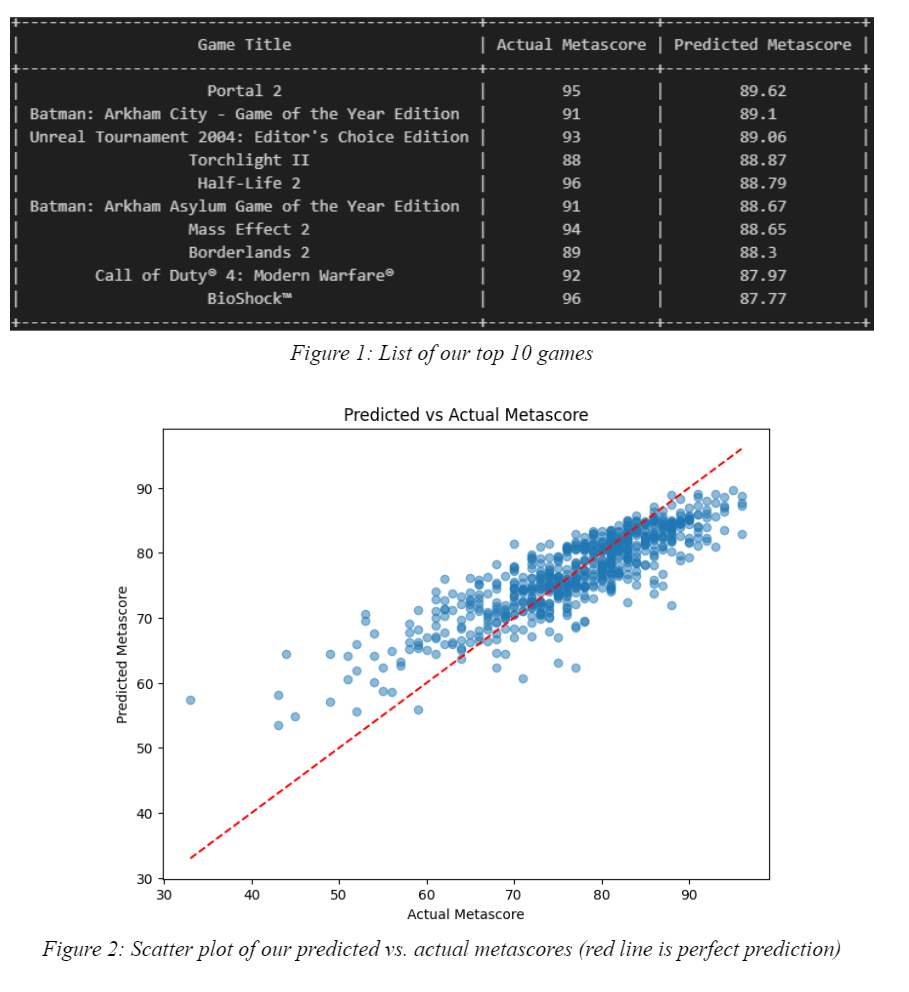 Game Title | Actual Metascore | Predicted Metascore
Portal 2 | 95 | 89.62
Batman: Arkham City - Game of the Year Edition | 91 | 89.1
Unreal Tournament 2004: Editor's Choice Edition | 93 | 89.06
Torchlight II | 88 | 88.87
Half-Life 2 | 96 | 88.79
Batman: Arkham Asylum Game of the Year Edition | 91 | 88.67
Mass Effect 2 | 94 | 88.65
Borderlands 2 | 89 | 88.3
Call of Duty® 4: Modern Warfare® | 92 | 87.97
BioShock™ | 96 | 87.77
Figure 1: List of our top 10 games
Predicted vs Actual Metascore
Predicted Metascore
90
80
70
60
50
40
30
30 40 50 60 70 80 90
Actual Metascore
Figure 2: Scatter plot of our predicted vs. actual metascores (red line is perfect prediction)